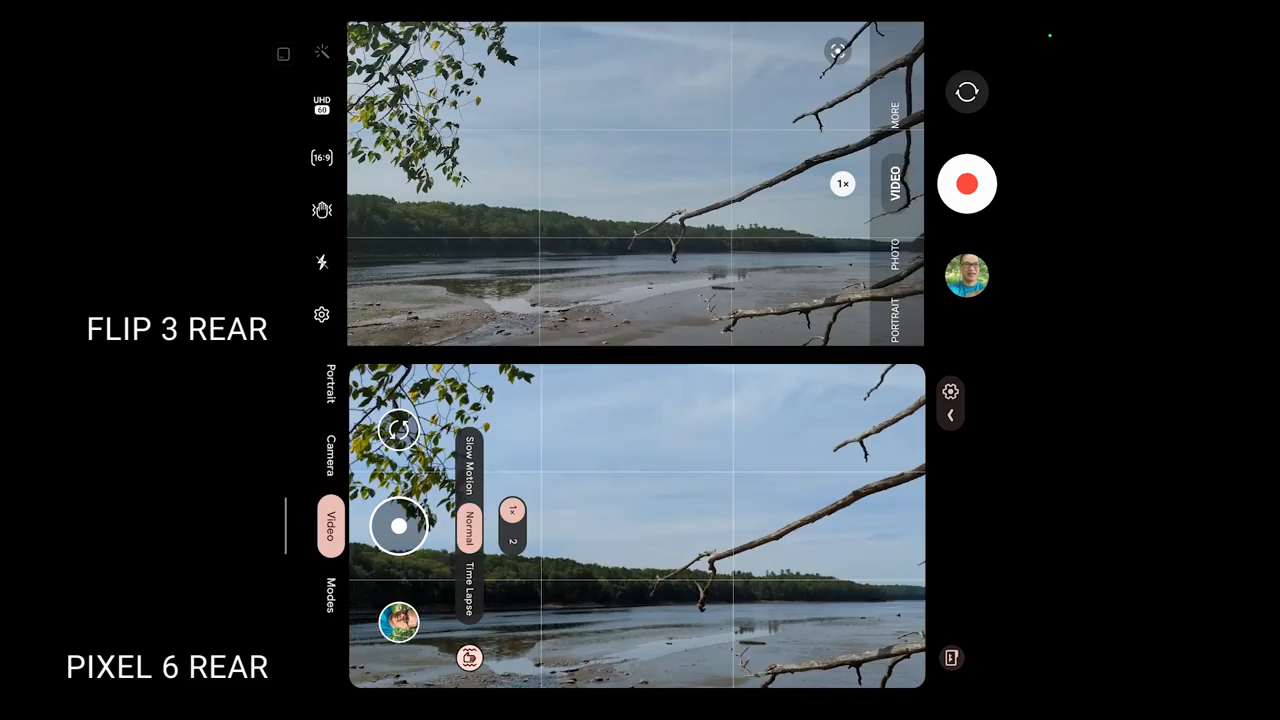 UHD
60
16:9
MORE
VIDEO
PHOTO
PORTRAIT
1×
FLIP 3 REAR
Portrait
Camera
Video
Modes
Slow Motion
Normal
Time Lapse
1×
2
PIXEL 6 REAR